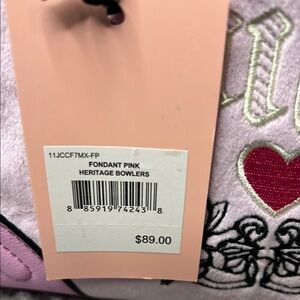 11JCCF7MX-FP
FONDANT PINK
HERITAGE BOWLERS
8 85919 74243 8
$89.00